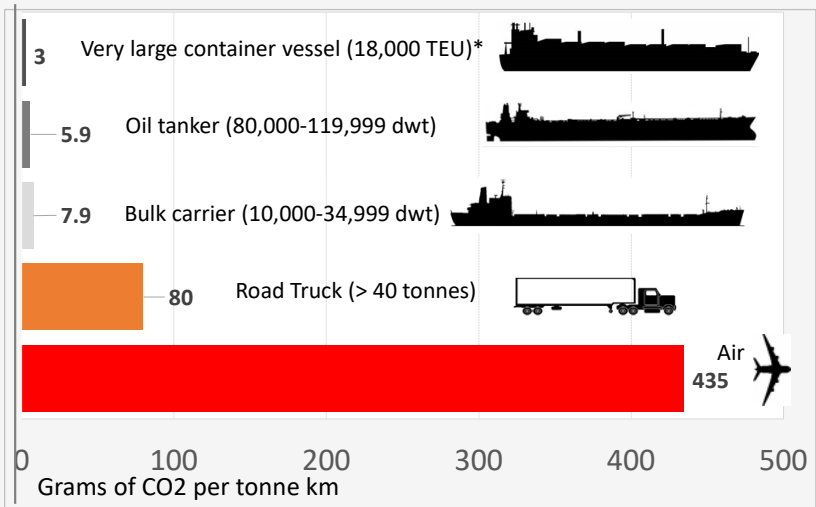 3 Very large container vessel (18,000 TEU)*
5.9 Oil tanker (80,000-119,999 dwt)
7.9 Bulk carrier (10,000-34,999 dwt)
80 Road Truck (> 40 tonnes)
Air
435
0 100 200 300 400 500
Grams of CO2 per tonne km